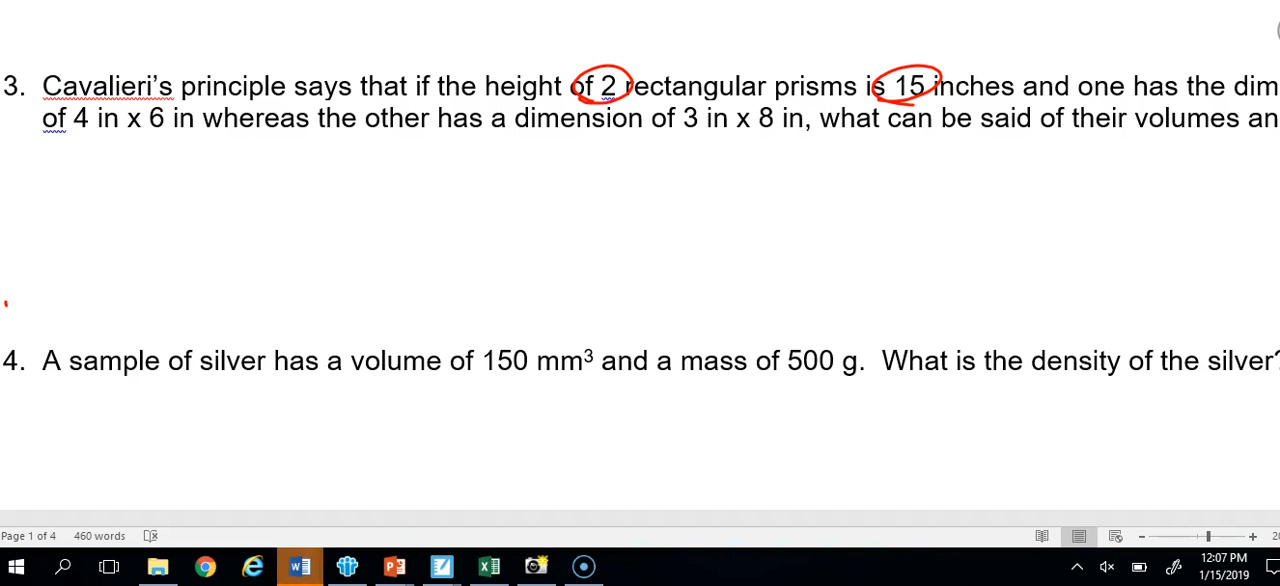 3. Cavalieri's principle says that if the height of 2 rectangular prisms is 15 inches and one has the dim
of 4 in x 6 in whereas the other has a dimension of 3 in x 8 in, what can be said of their volumes an
4. A sample of silver has a volume of 150 mm³ and a mass of 500 g. What is the density of the silver?
Page 1 of 4 460 words
12:07 PM
1/15/2019